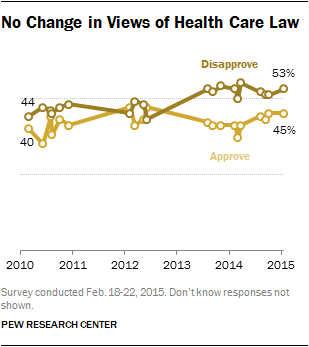 No Change in Views of Health Care Law
Disapprove
53%
44
40
45%
Approve
2010 2011 2012 2013 2014 2015
Survey conducted Feb. 18-22, 2015. Don't know responses not
shown.
PEW RESEARCH CENTER